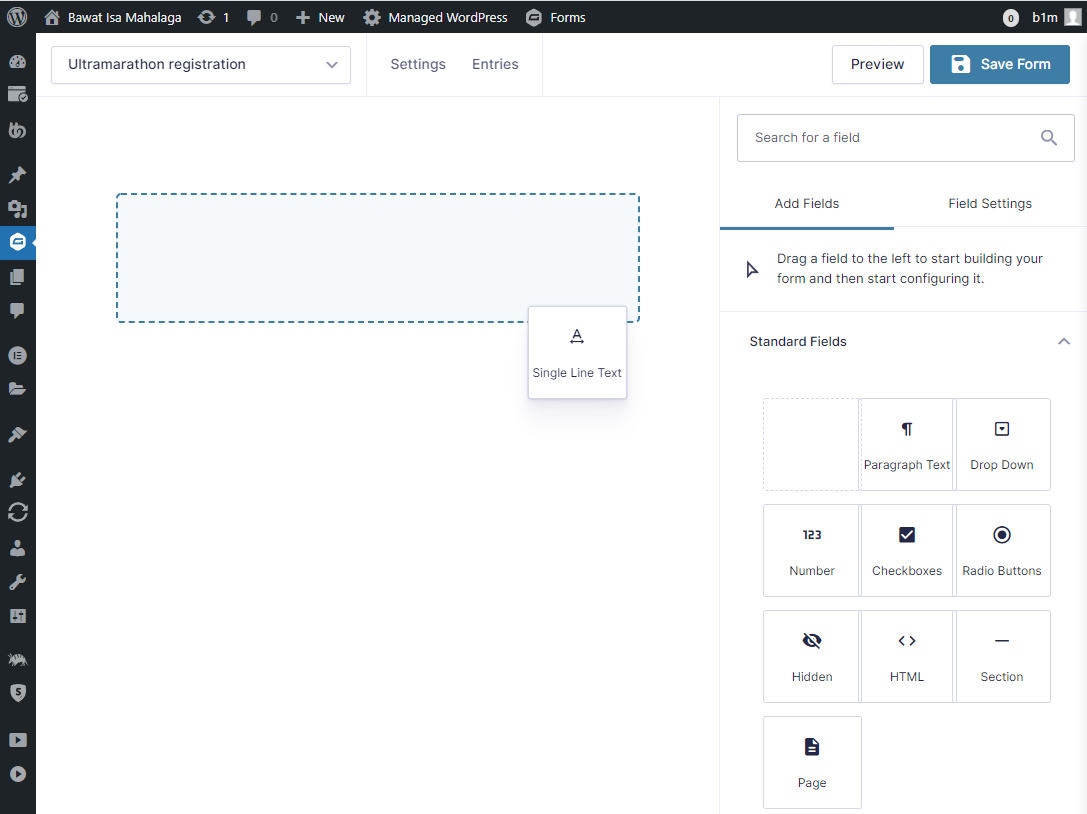 Bawat Isa Mahalaga 1 0 New Managed WordPress Forms 0 b1m
Ultramarathon registration Settings Entries Preview Save Form
Search for a field
Add Fields Field Settings
Drag a field to the left to start building your
form and then start configuring it.
Standard Fields
Single Line Text
Paragraph Text Drop Down
123
Number Checkboxes Radio Buttons
Hidden HTML Section
Page